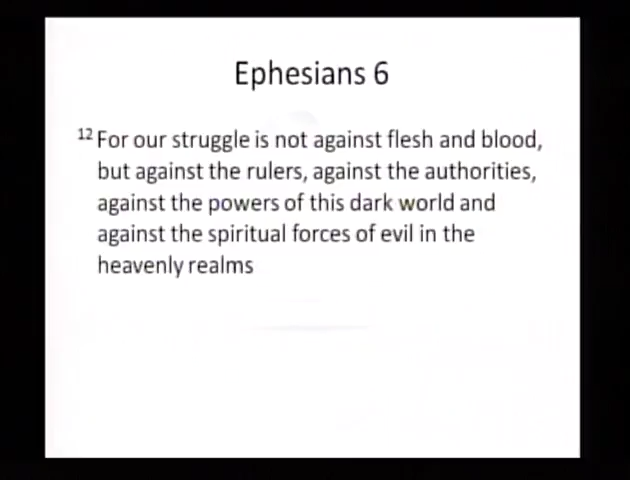 Ephesians 6
12 For our struggle is not against flesh and blood,
but against the rulers, against the authorities,
against the powers of this dark world and
against the spiritual forces of evil in the
heavenly realms